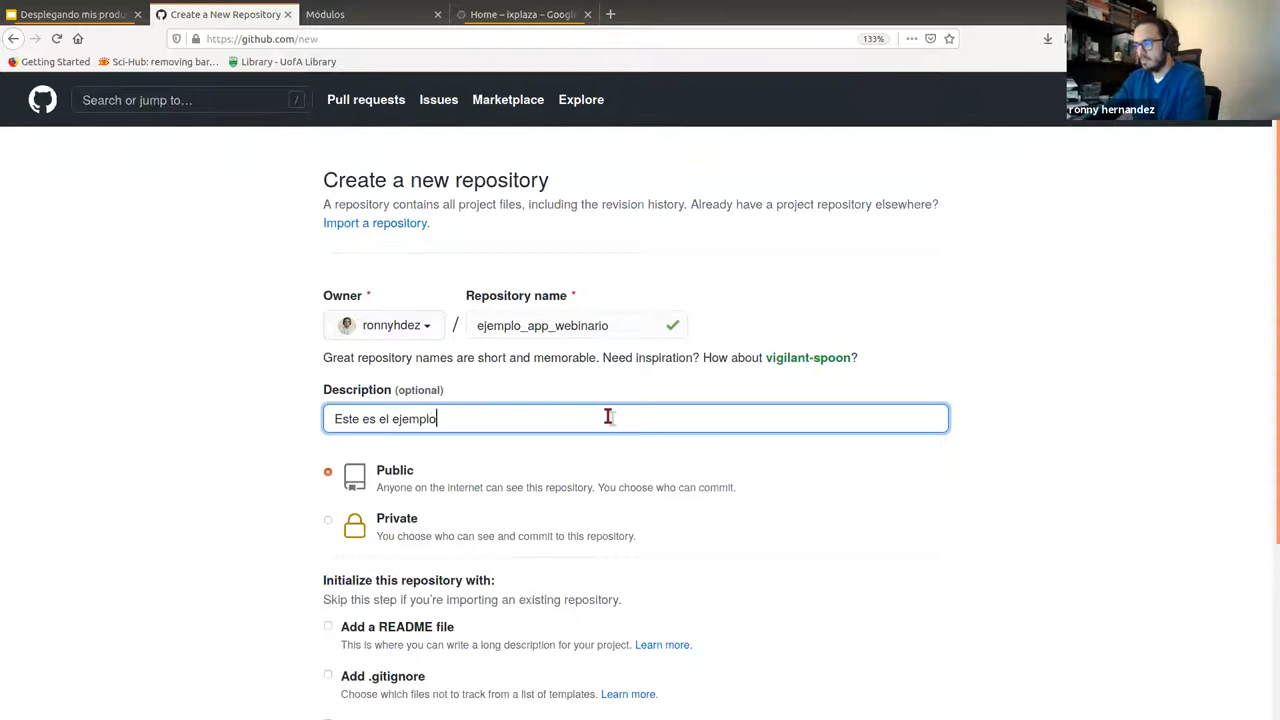 Desplegando mis produ
Create a New Repository
Módulos
Home – ixplaza – Googl
https://github.com/new
133%
Getting Started
Sci-Hub: removing bar…
Library - UofA Library
Search or jump to…
/
Pull requests
Issues
Marketplace
Explore
ronny hernandez
Create a new repository
A repository contains all project files, including the revision history. Already have a project repository elsewhere?
Import a repository.
Owner *
Repository name *
ronnyhdez
/
ejemplo_app_webinario
Great repository names are short and memorable. Need inspiration? How about vigilant-spoon?
Description (optional)
Este es el ejemplo
Public
Anyone on the internet can see this repository. You choose who can commit.
Private
You choose who can see and commit to this repository.
Initialize this repository with:
Skip this step if you're importing an existing repository.
Add a README file
This is where you can write a long description for your project. Learn more.
Add .gitignore
Choose which files not to track from a list of templates. Learn more.